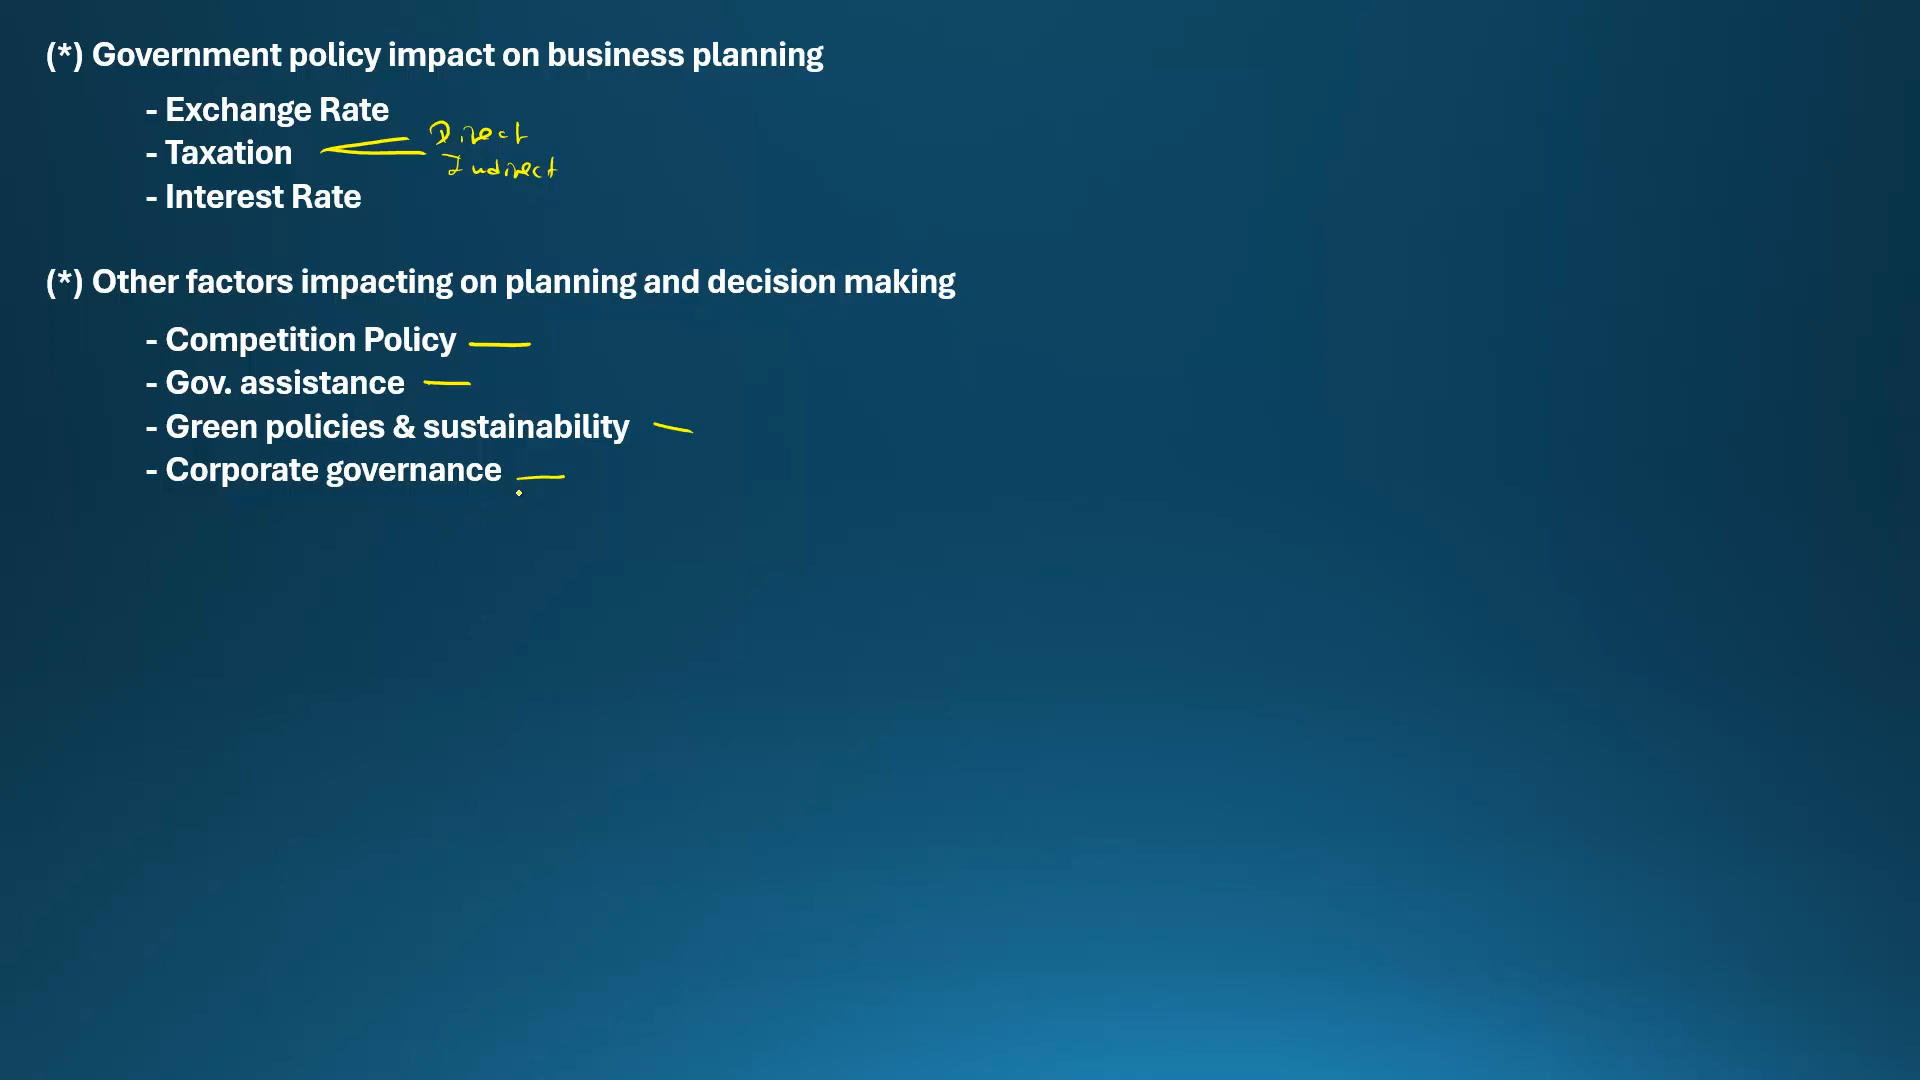 (*) Government policy impact on business planning
- Exchange Rate
- Taxation
Direct
Indirect
- Interest Rate
(*) Other factors impacting on planning and decision making
- Competition Policy
- Gov. assistance
- Green policies & sustainability
- Corporate governance